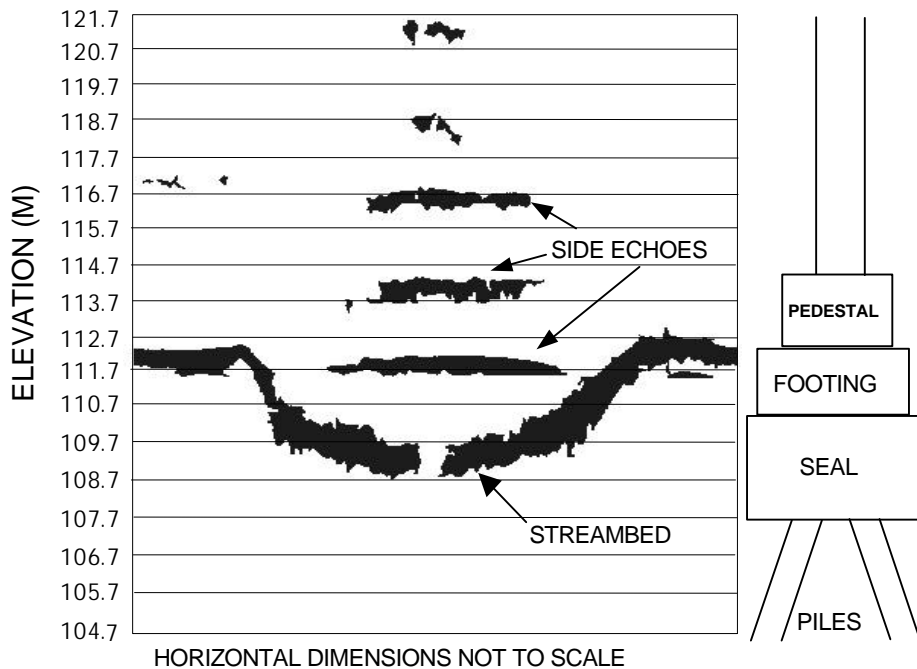 ELEVATION (M)
121.7
120.7
119.7
118.7
117.7
116.7
115.7
114.7
113.7
112.7
111.7
110.7
109.7
108.7
107.7
106.7
105.7
104.7
SIDE ECHOES
STREAMBED
PEDESTAL
FOOTING
SEAL
PILES
HORIZONTAL DIMENSIONS NOT TO SCALE